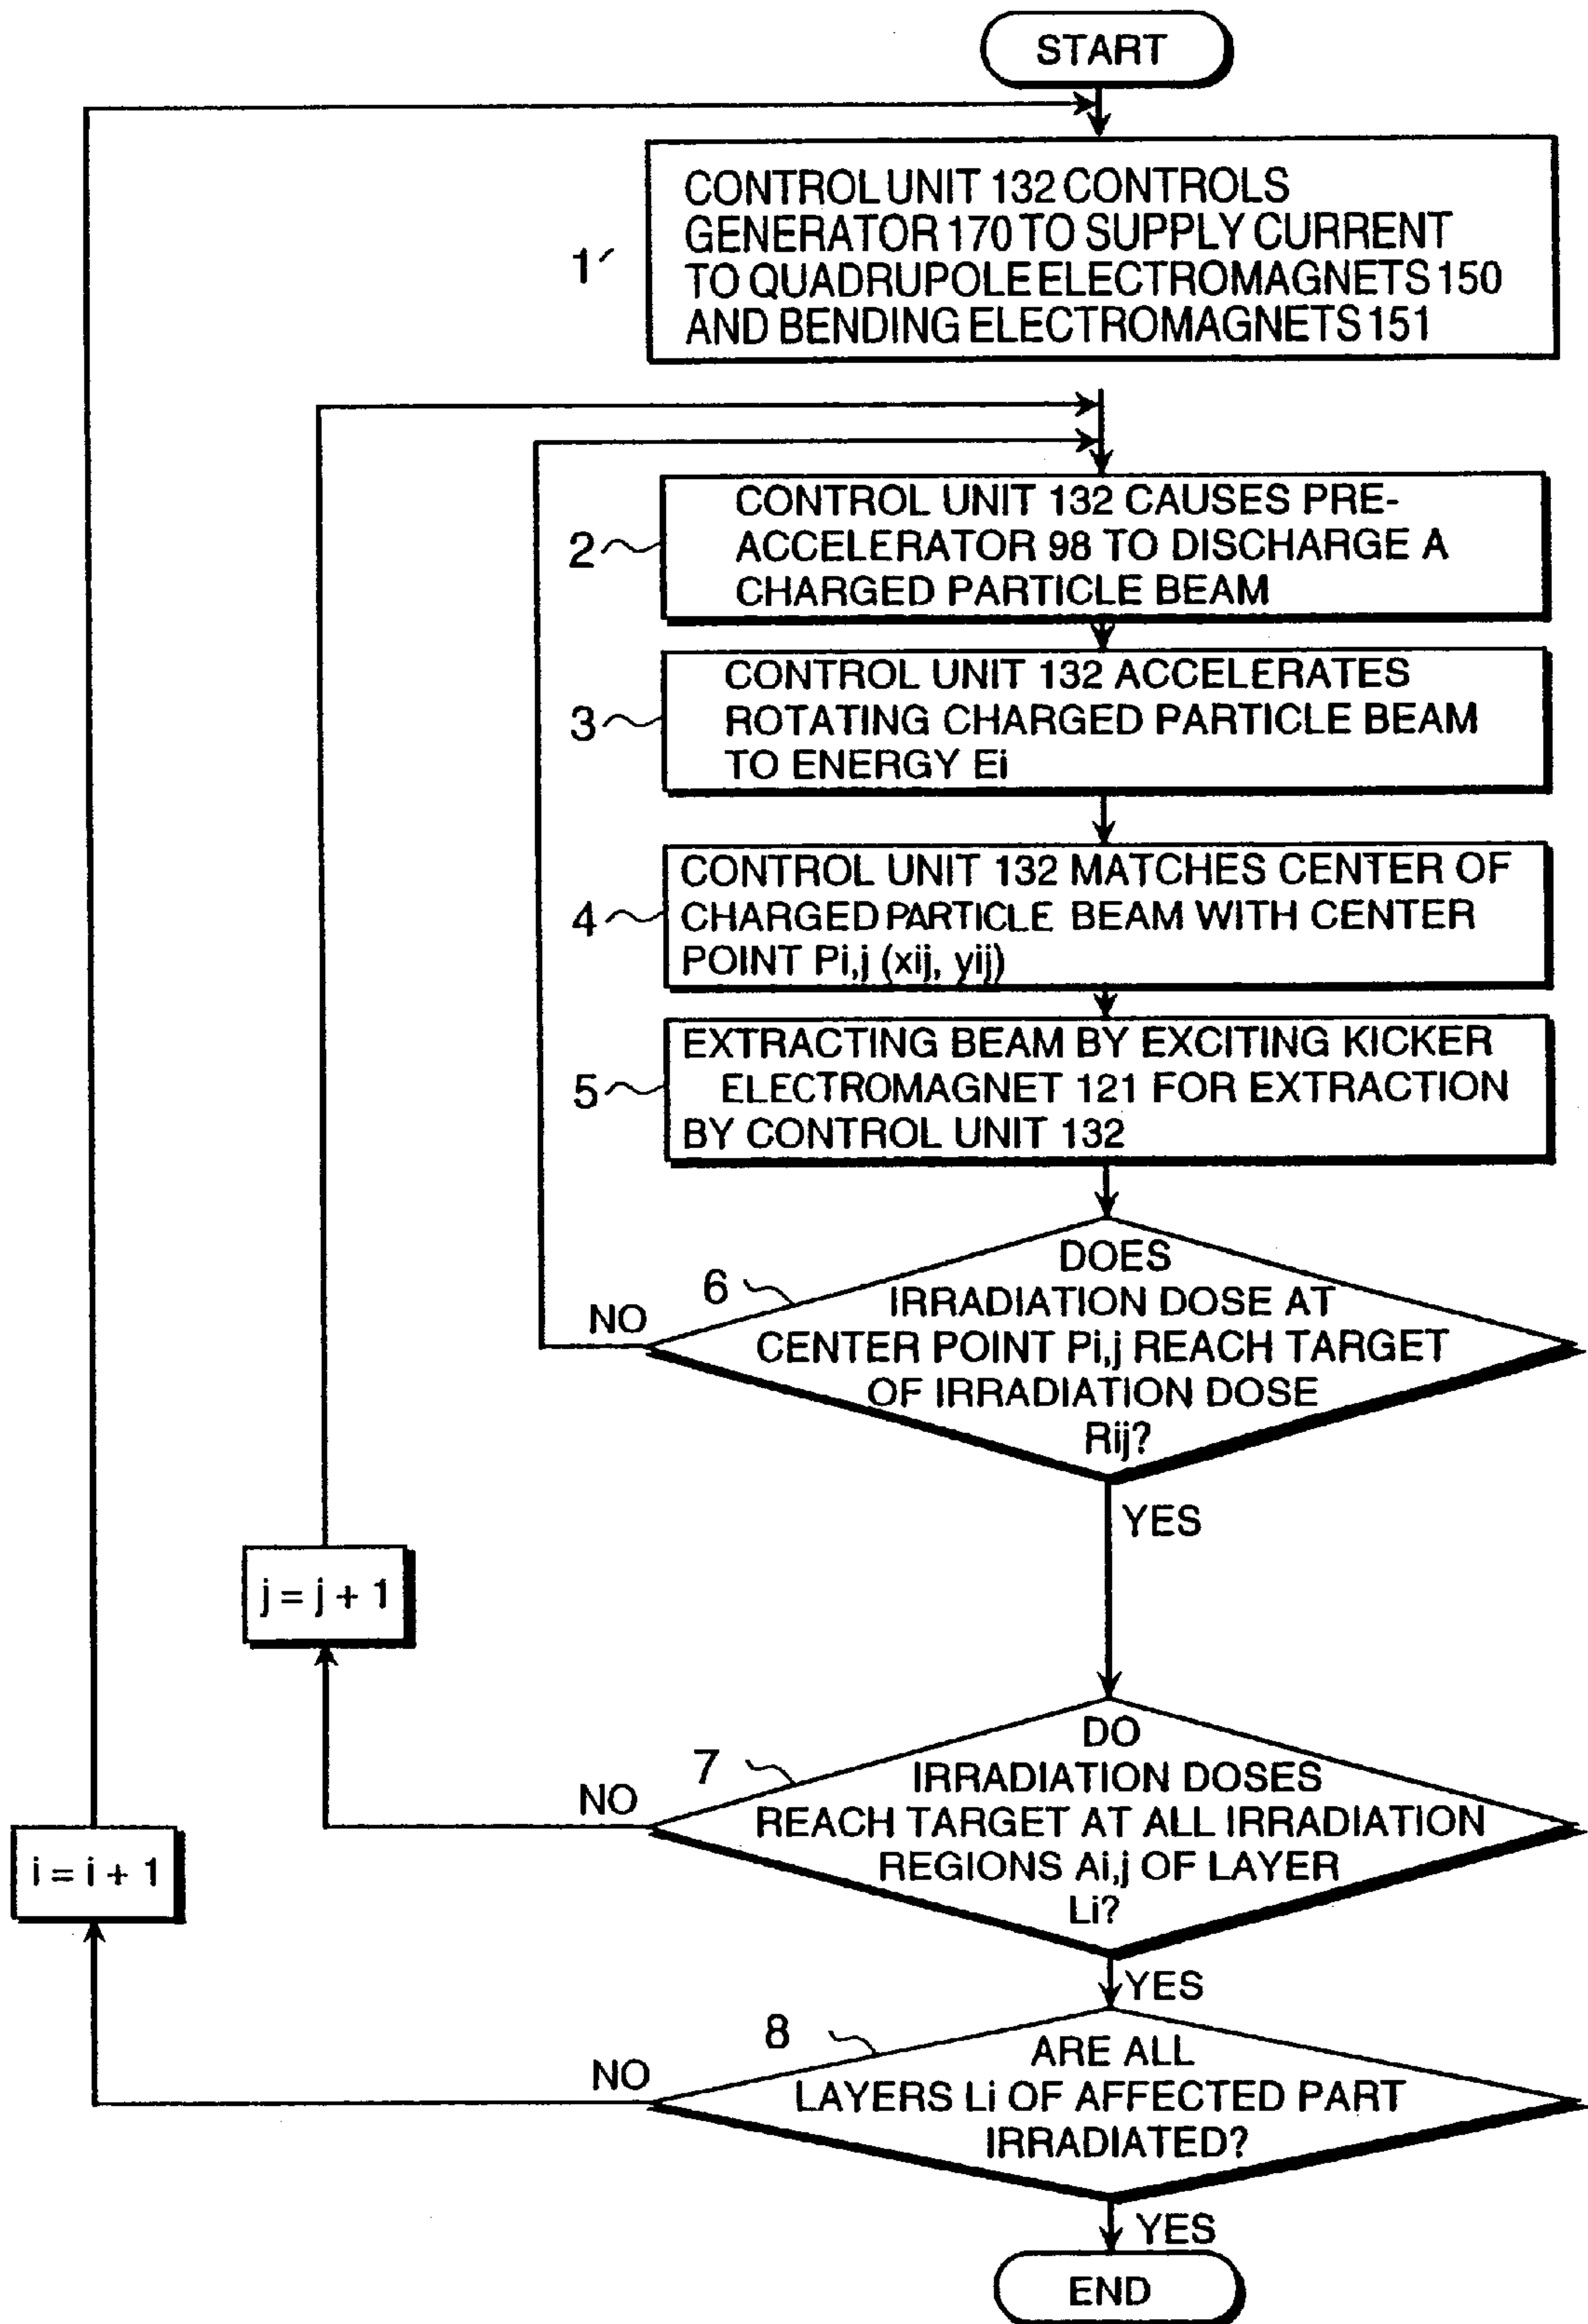 START
CONTROL UNIT 132 CONTROLS
GENERATOR 170 TO SUPPLY CURRENT
TO QUADRUPOLE ELECTROMAGNETS 150
AND BENDING ELECTROMAGNETS 151
1'
CONTROL UNIT 132 CAUSES PRE-
ACCELERATOR 98 TO DISCHARGE A
CHARGED PARTICLE BEAM
2
CONTROL UNIT 132 ACCELERATES
ROTATING CHARGED PARTICLE BEAM
TO ENERGY Ei
3
CONTROL UNIT 132 MATCHES CENTER OF
CHARGED PARTICLE BEAM WITH CENTER
POINT Pi,j (xij, yij)
4
EXTRACTING BEAM BY EXCITING KICKER
ELECTROMAGNET 121 FOR EXTRACTION
BY CONTROL UNIT 132
5
6
DOES
IRRADIATION DOSE AT
CENTER POINT Pi,j REACH TARGET
OF IRRADIATION DOSE
Rij?
NO
YES
j = j + 1
7
DO
IRRADIATION DOSES
REACH TARGET AT ALL IRRADIATION
REGIONS Ai,j OF LAYER
Li?
NO
YES
i = i + 1
8
ARE ALL
LAYERS Li OF AFFECTED PART
IRRADIATED?
NO
YES
END